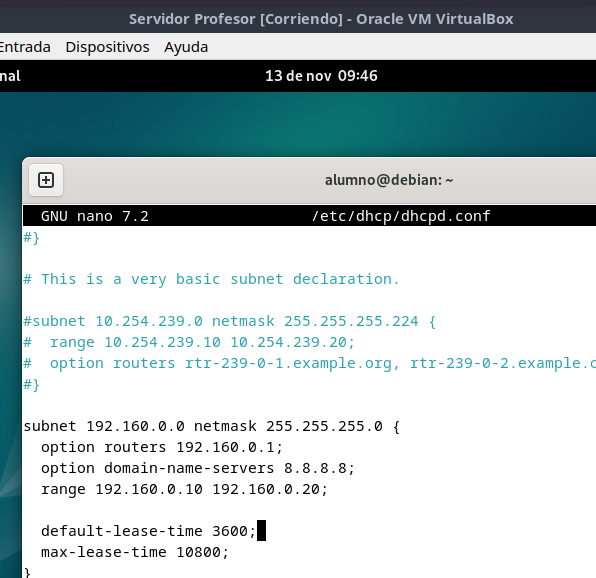 Servidor Profesor [Corriendo] - Oracle VM VirtualBox
Entrada Dispositivos Ayuda
nal 13 de nov 09:46
alumno@debian: ~
GNU nano 7.2 /etc/dhcp/dhcpd.conf
#}
# This is a very basic subnet declaration.
#subnet 10.254.239.0 netmask 255.255.255.224 {
#  range 10.254.239.10 10.254.239.20;
#  option routers rtr-239-0-1.example.org, rtr-239-0-2.example.o
#}
subnet 192.160.0.0 netmask 255.255.255.0 {
  option routers 192.160.0.1;
  option domain-name-servers 8.8.8.8;
  range 192.160.0.10 192.160.0.20;
  default-lease-time 3600;
  max-lease-time 10800;
}